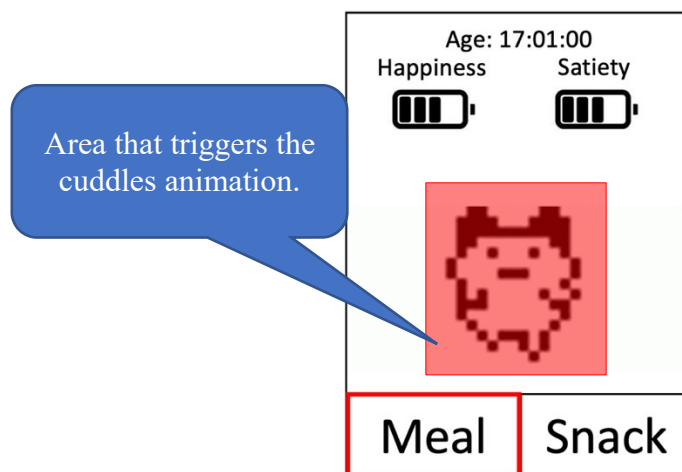 Age: 17:01:00
Happiness Satiety
Area that triggers the
cuddles animation.
Meal Snack